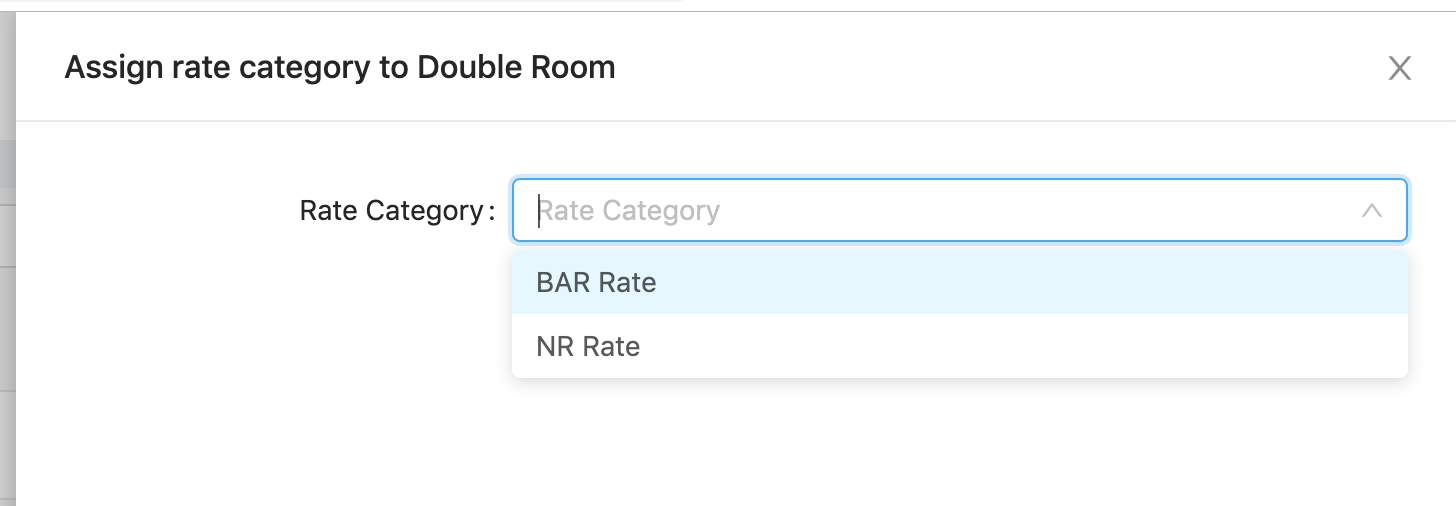 Assign rate category to Double Room
Rate Category:
Rate Category
BAR Rate
NR Rate